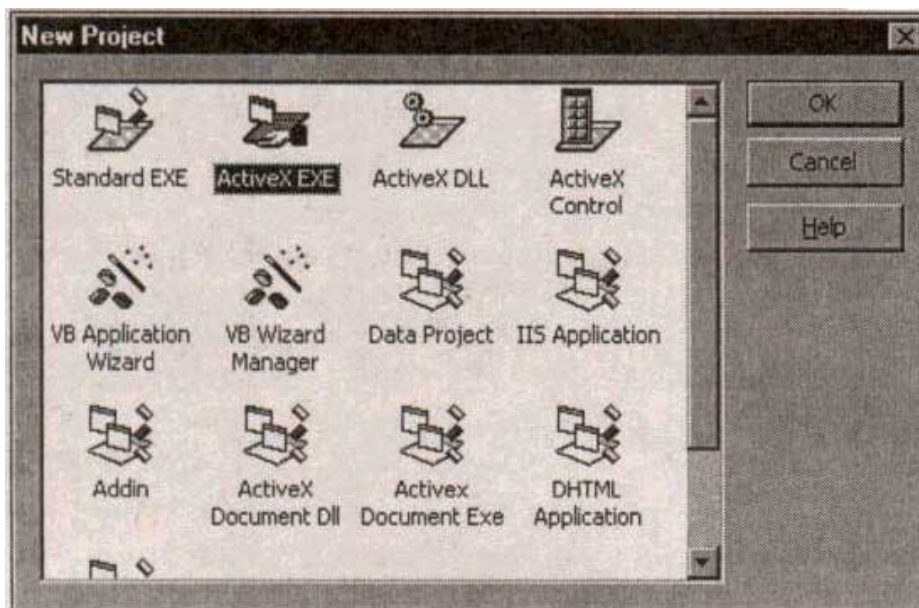 New Project
Standard EXE
ActiveX EXE
ActiveX DLL
ActiveX
Control
VB Application
Wizard
VB Wizard
Manager
Data Project
IIS Application
Addin
ActiveX
Document Dll
Activex
Document Exe
DHTML
Application
OK
Cancel
Help